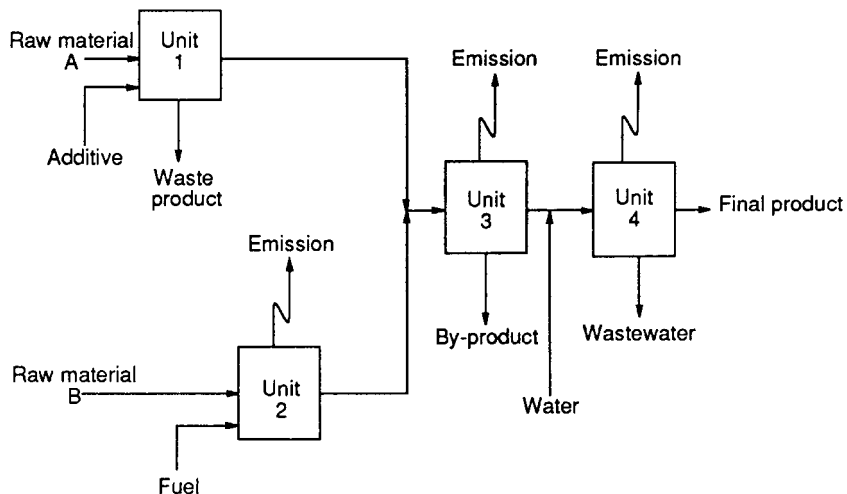 Raw material
A
Unit
1
Additive
Waste
product
Emission
Emission
Unit
3
Unit
4
Final product
Emission
By-product
Wastewater
Raw material
B
Unit
2
Water
Fuel